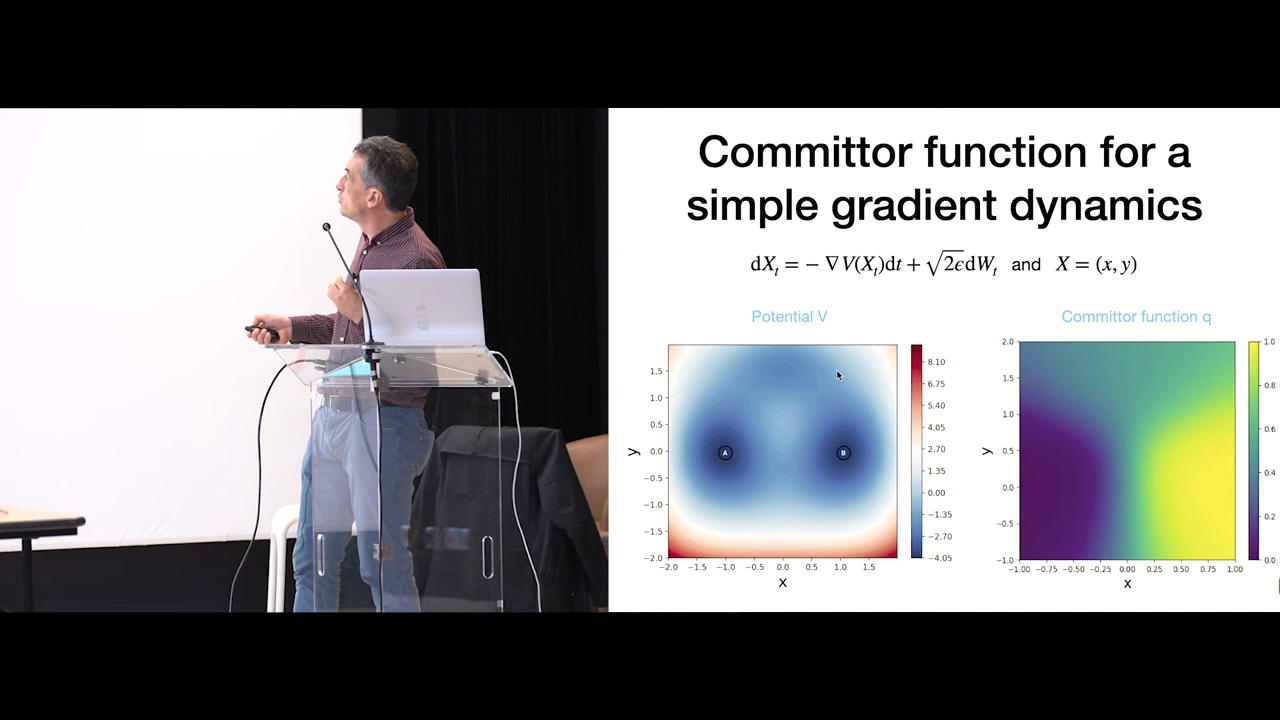 Committor function for a
simple gradient dynamics
dX_t = − ∇V(X_t)dt + √2ϵdW_t and X = (x, y)
Potential V
Committor function q
1.5
1.0
0.5
0.0
−0.5
−1.0
−1.5
−2.0
y
A
B
−2.0 −1.5 −1.0 −0.5 0.0 0.5 1.0 1.5
x
8.10
6.75
5.40
4.05
2.70
1.35
0.00
−1.35
−2.70
−4.05
2.0
1.5
1.0
0.5
0.0
−0.5
−1.0
y
−1.00 −0.75 −0.50 −0.25 0.00 0.25 0.50 0.75 1.00
x
1.0
0.8
0.6
0.4
0.2
0.0